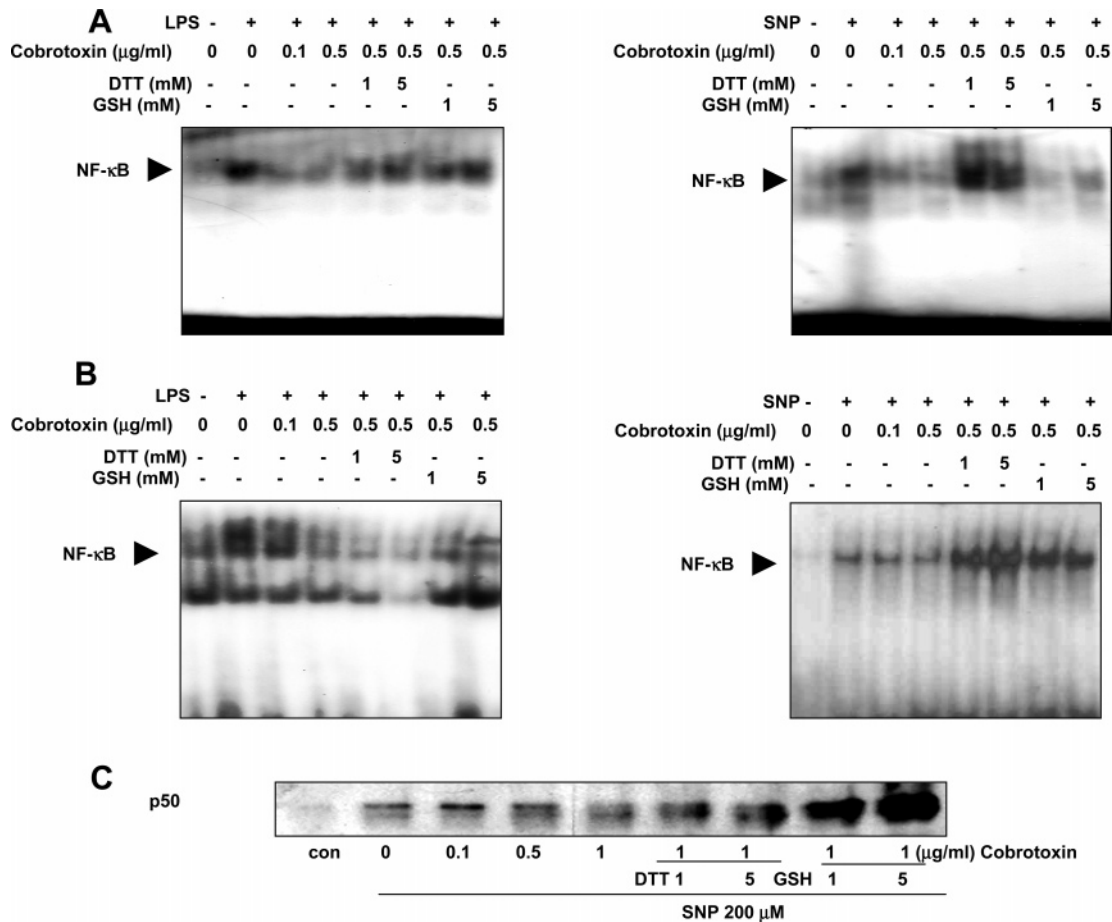 A
LPS - + + + + + + +
Cobrotoxin (μg/ml) 0 0 0.1 0.5 0.5 0.5 0.5 0.5
DTT (mM) - - - - 1 5 - -
GSH (mM) - - - - - - 1 5
NF-κB
SNP - + + + + + + +
Cobrotoxin (μg/ml) 0 0 0.1 0.5 0.5 0.5 0.5 0.5
DTT (mM) - - - - 1 5 - -
GSH (mM) - - - - - - 1 5
NF-κB
B
LPS - + + + + + + +
Cobrotoxin (μg/ml) 0 0 0.1 0.5 0.5 0.5 0.5 0.5
DTT (mM) - - - - 1 5 - -
GSH (mM) - - - - - - 1 5
NF-κB
SNP - + + + + + + +
Cobrotoxin (μg/ml) 0 0 0.1 0.5 0.5 0.5 0.5 0.5
DTT (mM) - - - - 1 5 - -
GSH (mM) - - - - - - 1 5
NF-κB
C
p50
con 0 0.1 0.5 1 1 1 1 1 (μg/ml) Cobrotoxin
DTT 1 5 GSH 1 5
SNP 200 μM